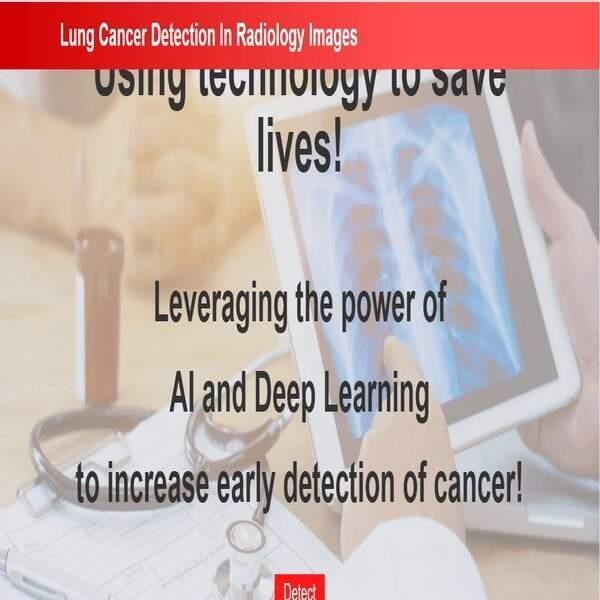 Lung Cancer Detection In Radiology Images
Using technology to save
lives!
Leveraging the power of
AI and Deep Learning
to increase early detection of cancer!
Detect